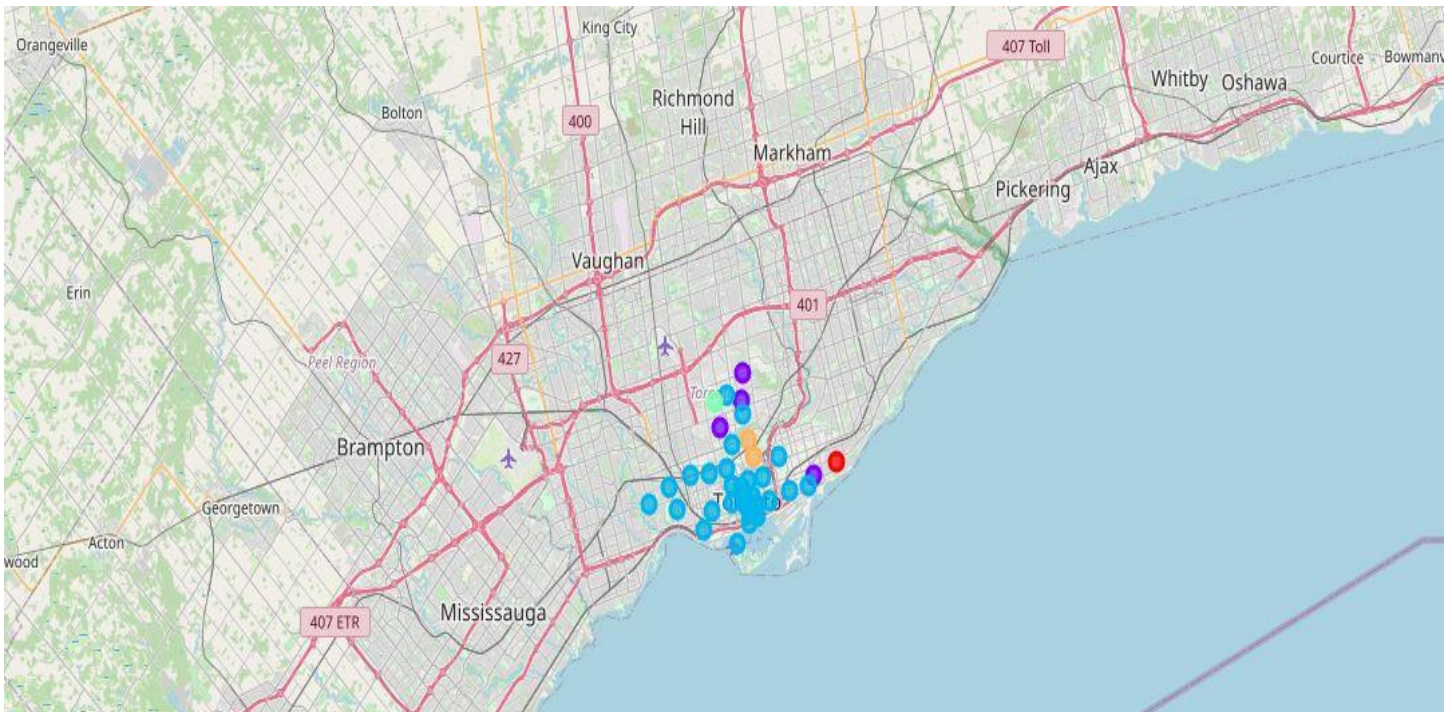 King City
Orangeville
407 Toll
Courtice
Bowmanv
Whitby
Oshawa
Richmond
Hill
Bolton
400
Markham
Ajax
Pickering
Vaughan
Erin
401
Peel Region
427
Brampton
Georgetown
Acton
wood
Mississauga
407 ETR